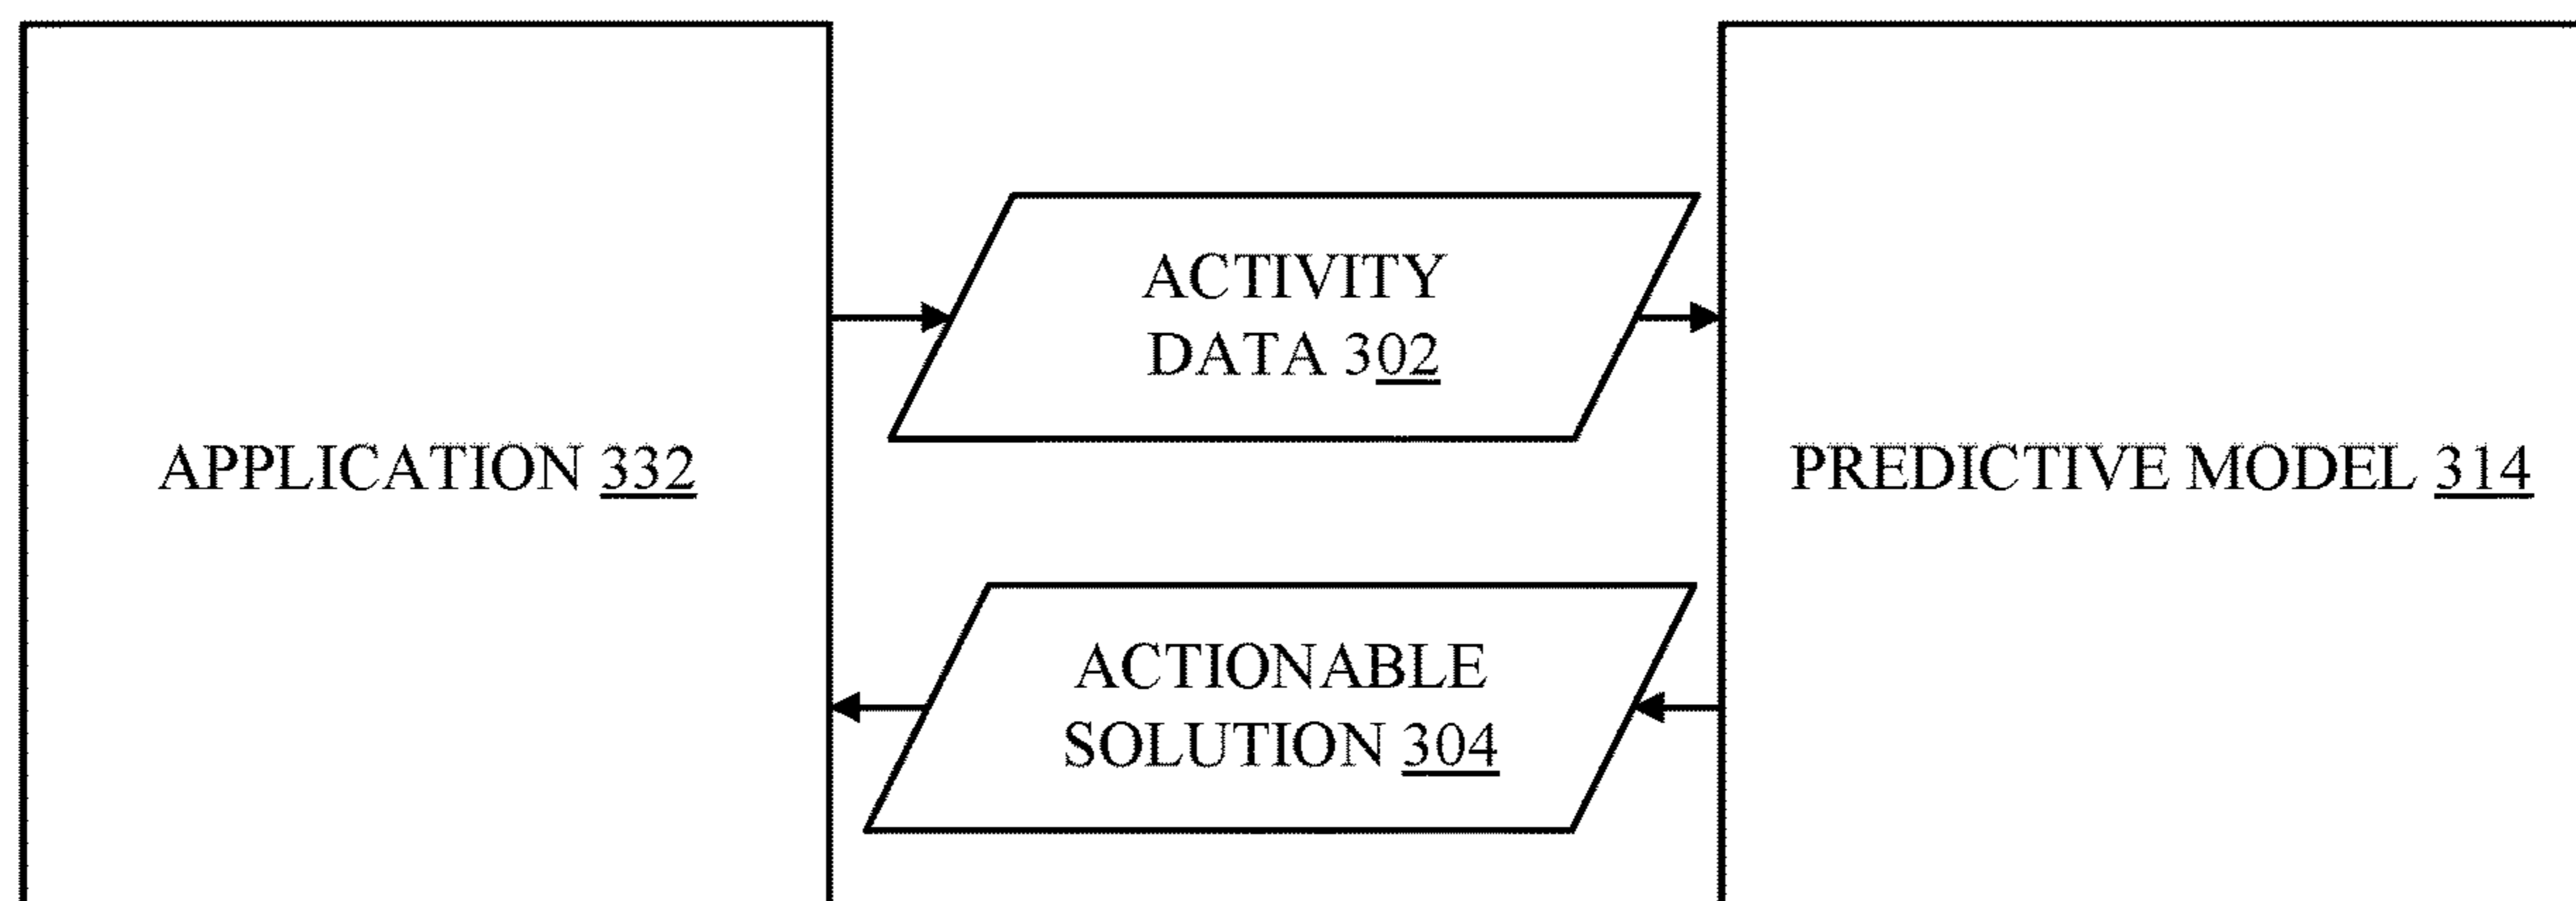 ACTIVITY
DATA 302
APPLICATION 332
PREDICTIVE MODEL 314
ACTIONABLE
SOLUTION 304